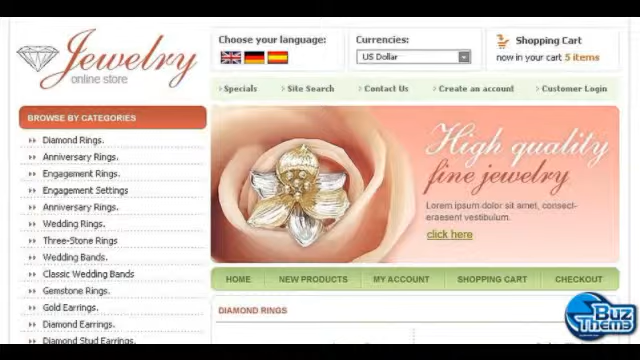 Jewelry
online store
Choose your language:
Currencies:
US Dollar
Shopping Cart
now in your cart 5 items
Specials
Site Search
Contact Us
Create an account
Customer Login
BROWSE BY CATEGORIES
Diamond Rings.
Anniversary Rings.
Engagement Rings.
Engagement Settings
Anniversary Rings.
Wedding Rings.
Three-Stone Rings
Wedding Bands.
Classic Wedding Bands
Gemstone Rings.
Gold Earrings.
Diamond Earrings.
Diamond Stud Earrings.
High quality
fine jewelry
Lorem ipsum dolor sit amet, consect-
eraesent vestibulum.
click here
HOME
NEW PRODUCTS
MY ACCOUNT
SHOPPING CART
CHECKOUT
DIAMOND RINGS
Buz
Them3